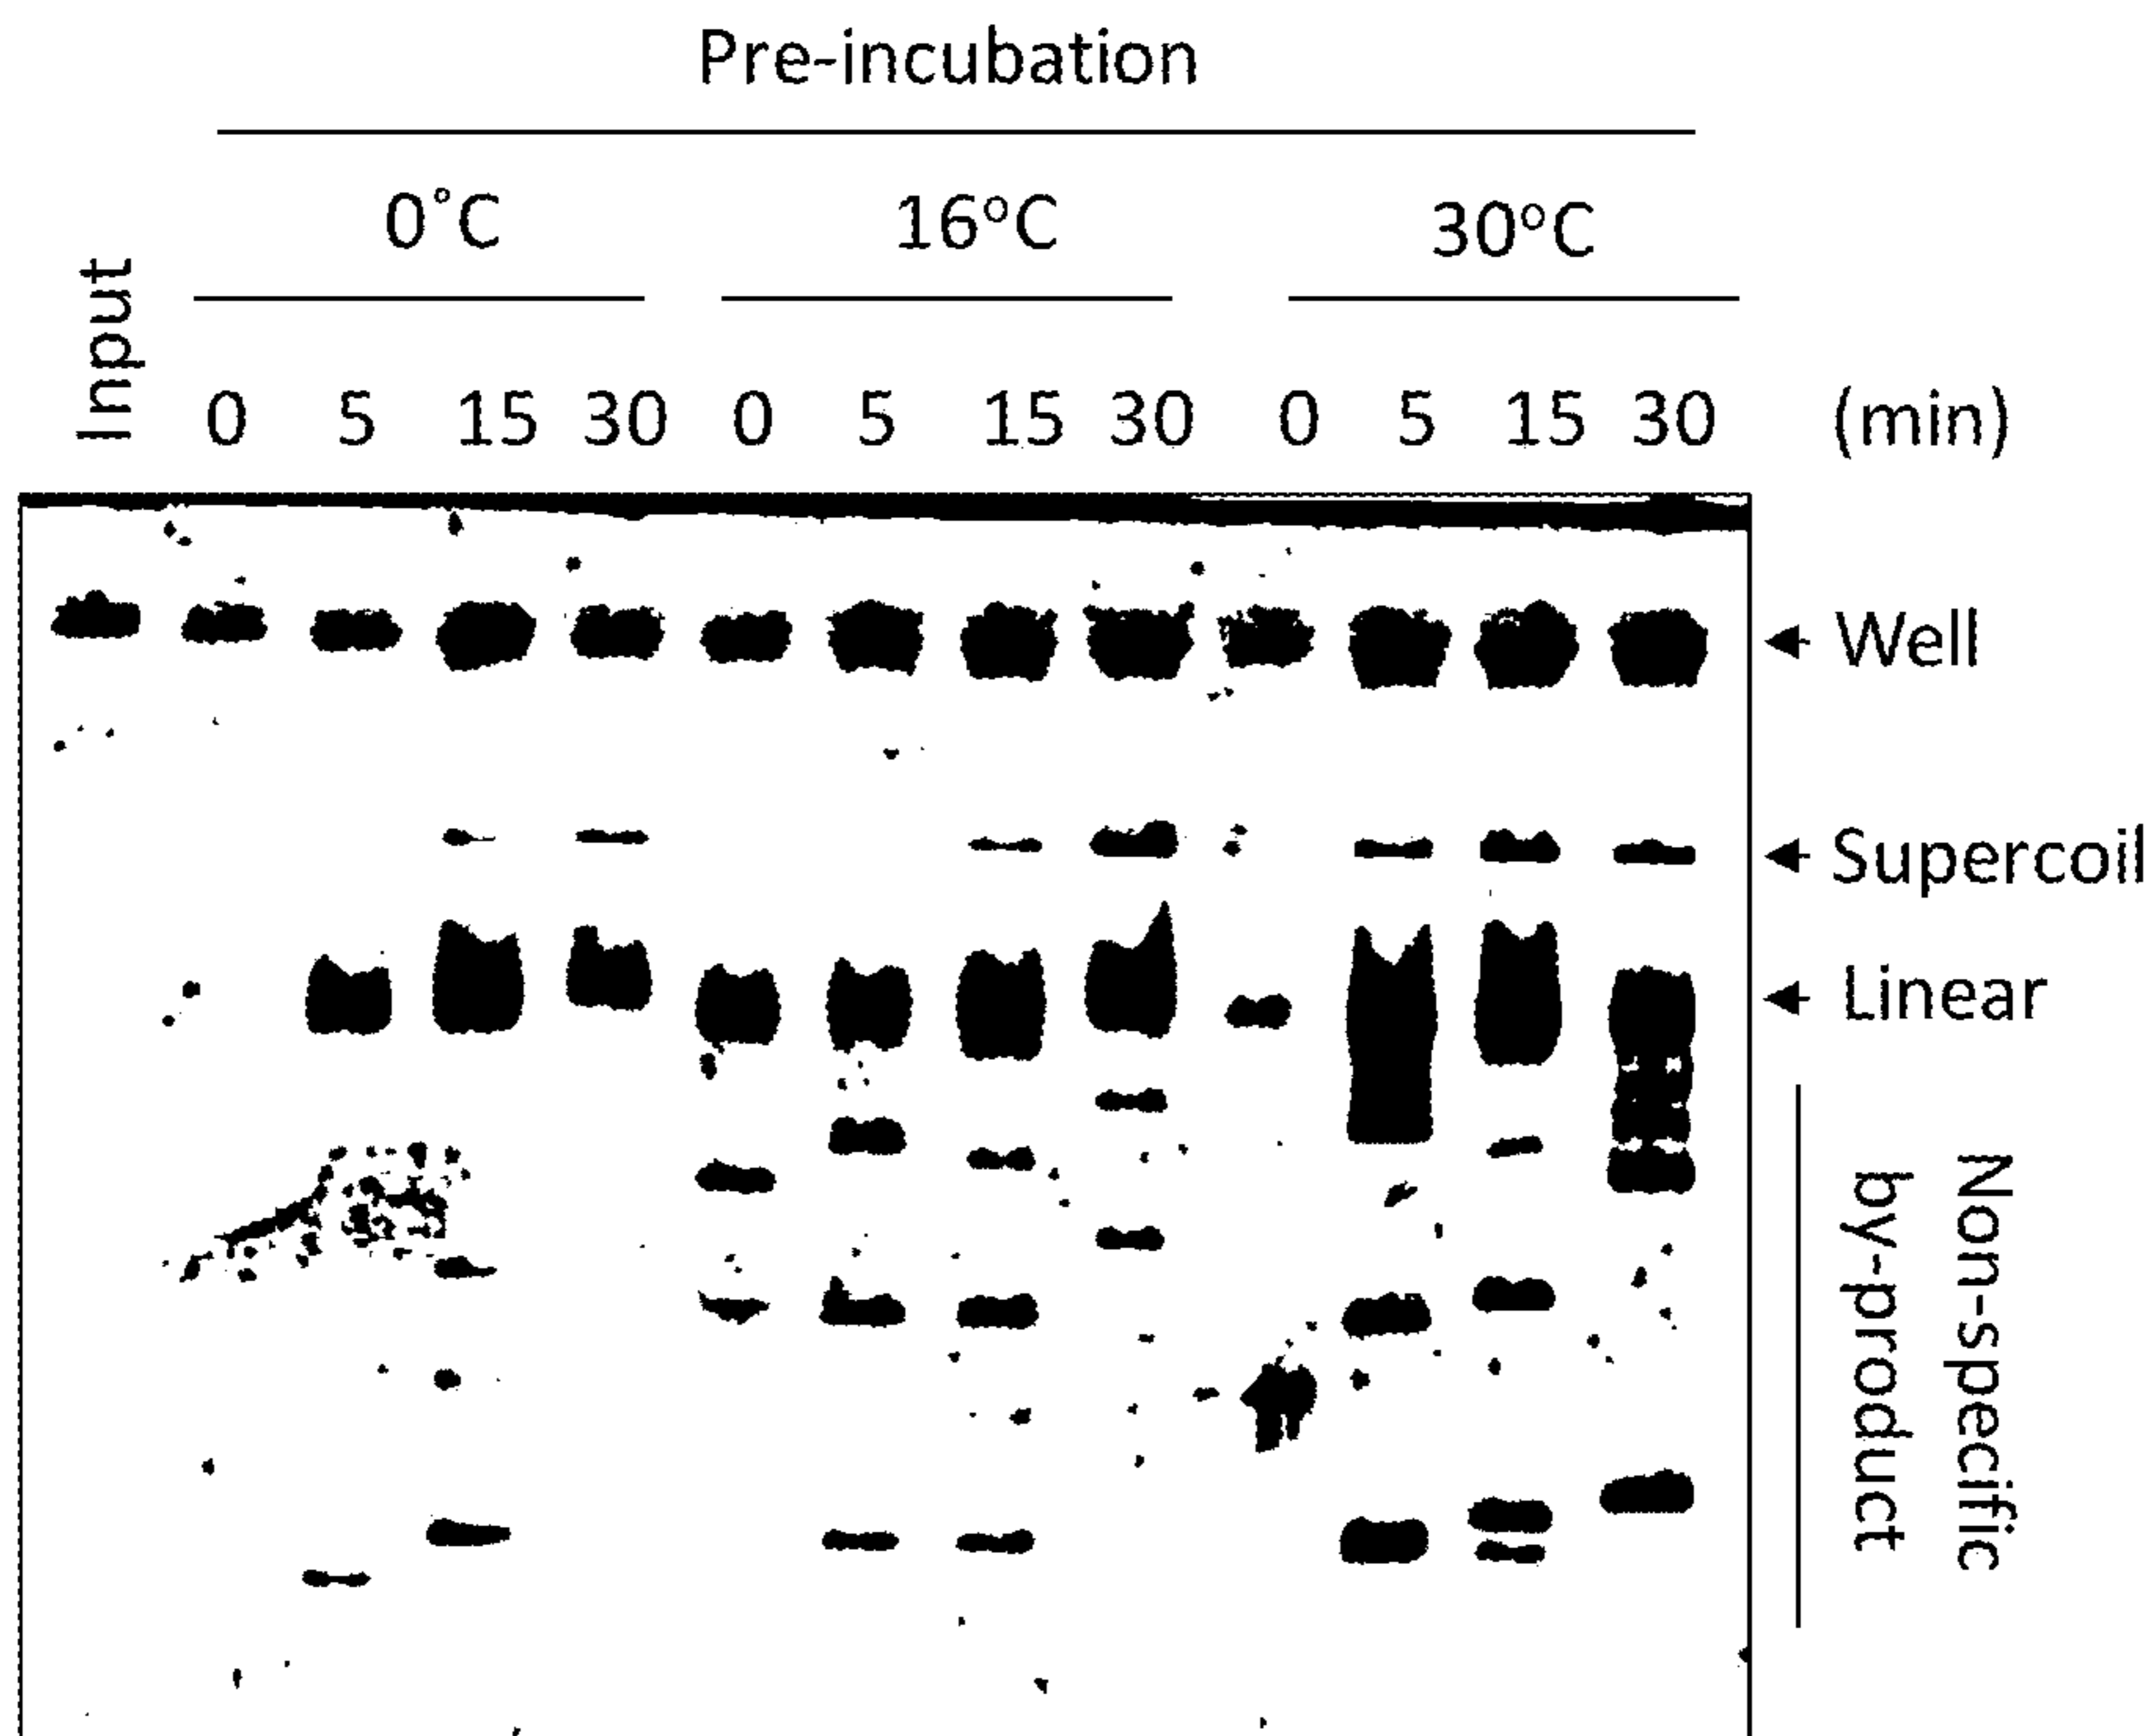 Pre-incubation
0°C 16°C 30°C
Input 0 5 15 30 0 5 15 30 0 5 15 30 (min)
Well
Supercoil
Linear
Non-specific
by-product